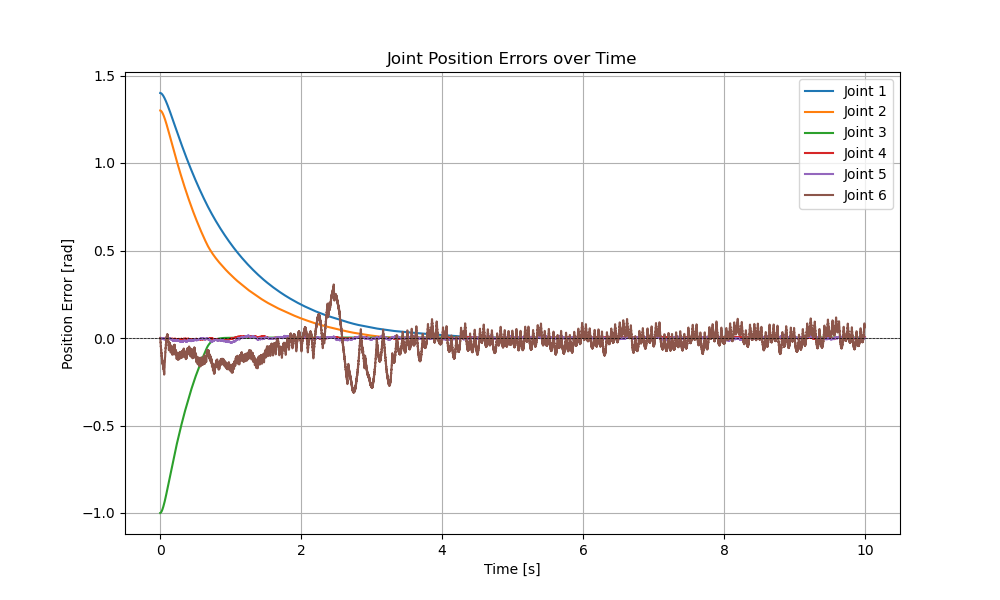 Joint Position Errors over Time
1.5
1.0
0.5
0.0
−0.5
−1.0
Position Error [rad]
Joint 1
Joint 2
Joint 3
Joint 4
Joint 5
Joint 6
0 2 4 6 8 10
Time [s]